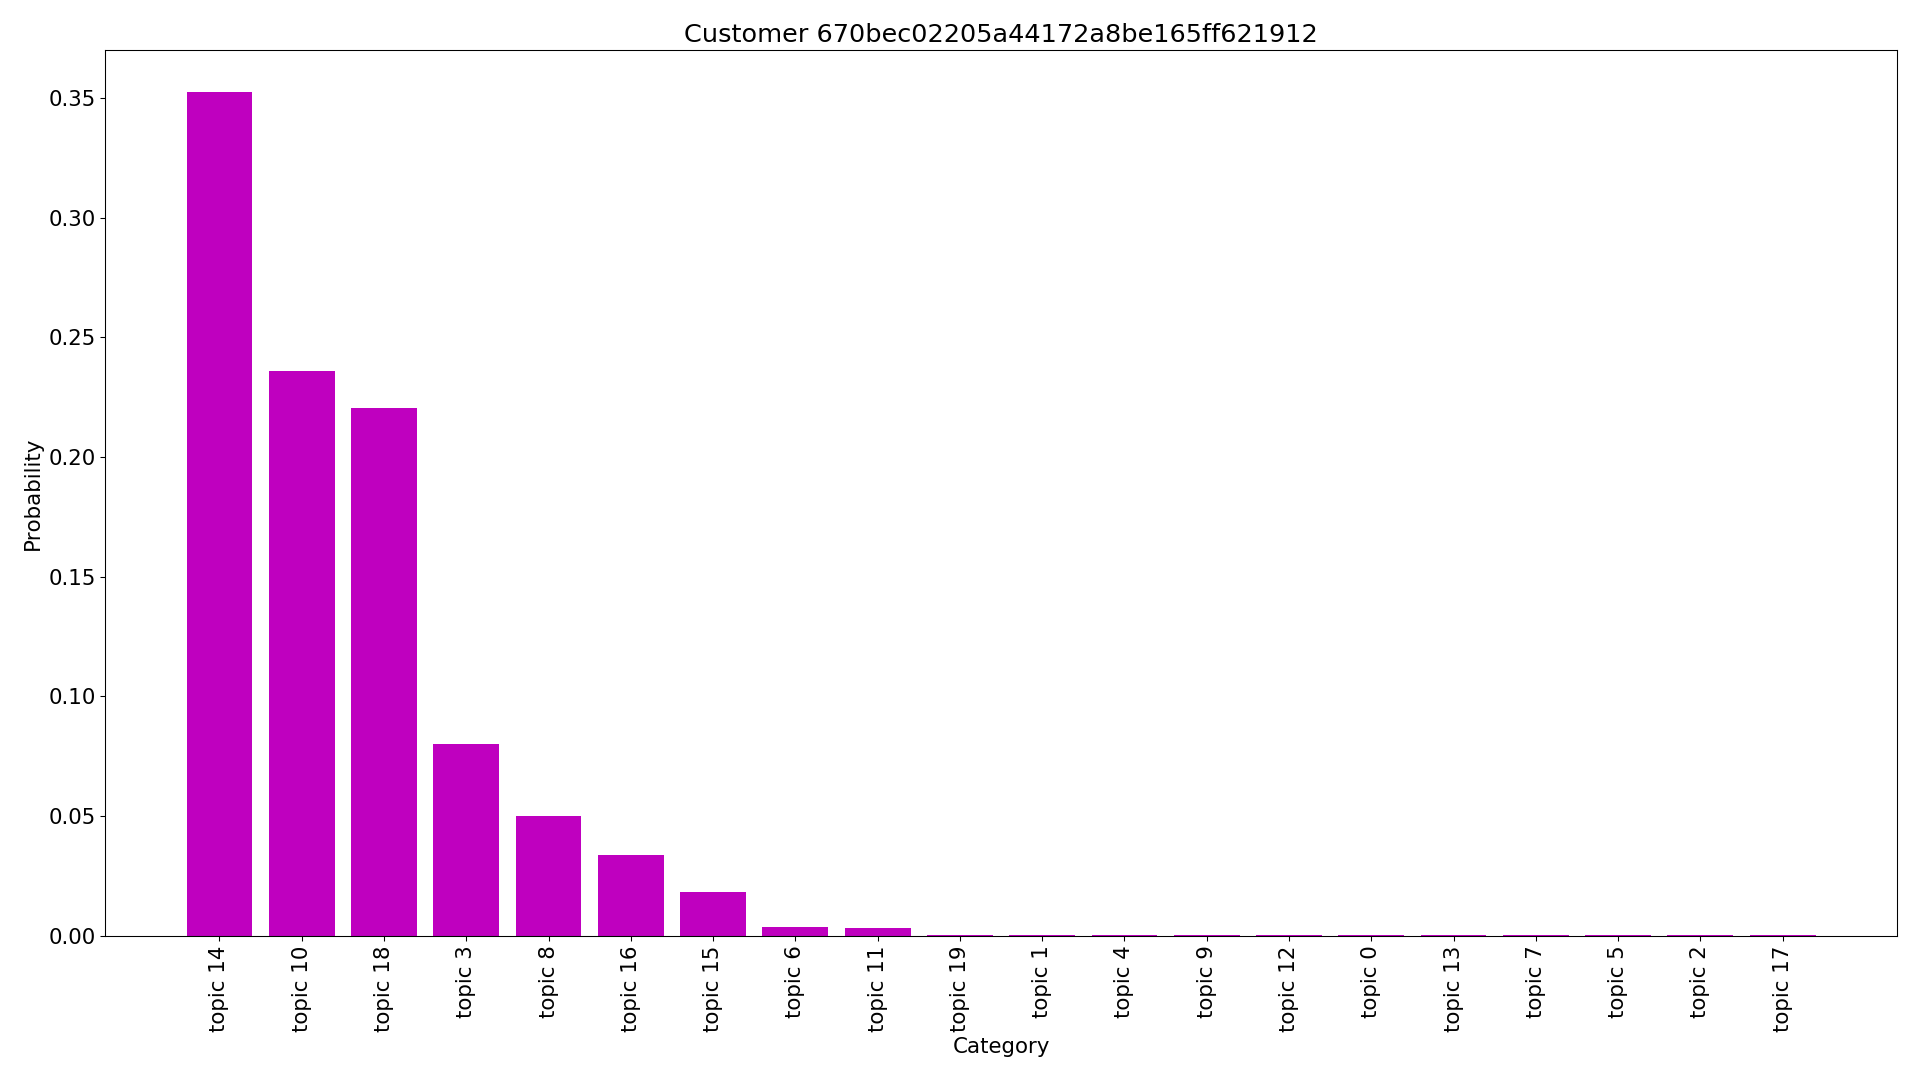 Customer 670bec02205a44172a8be165ff621912
Probability
0.35
0.30
0.25
0.20
0.15
0.10
0.05
0.00
topic 14
topic 10
topic 18
topic 3
topic 8
topic 16
topic 15
topic 6
topic 11
topic 19
topic 1
topic 4
topic 9
topic 12
topic 0
topic 13
topic 7
topic 5
topic 2
topic 17
Category